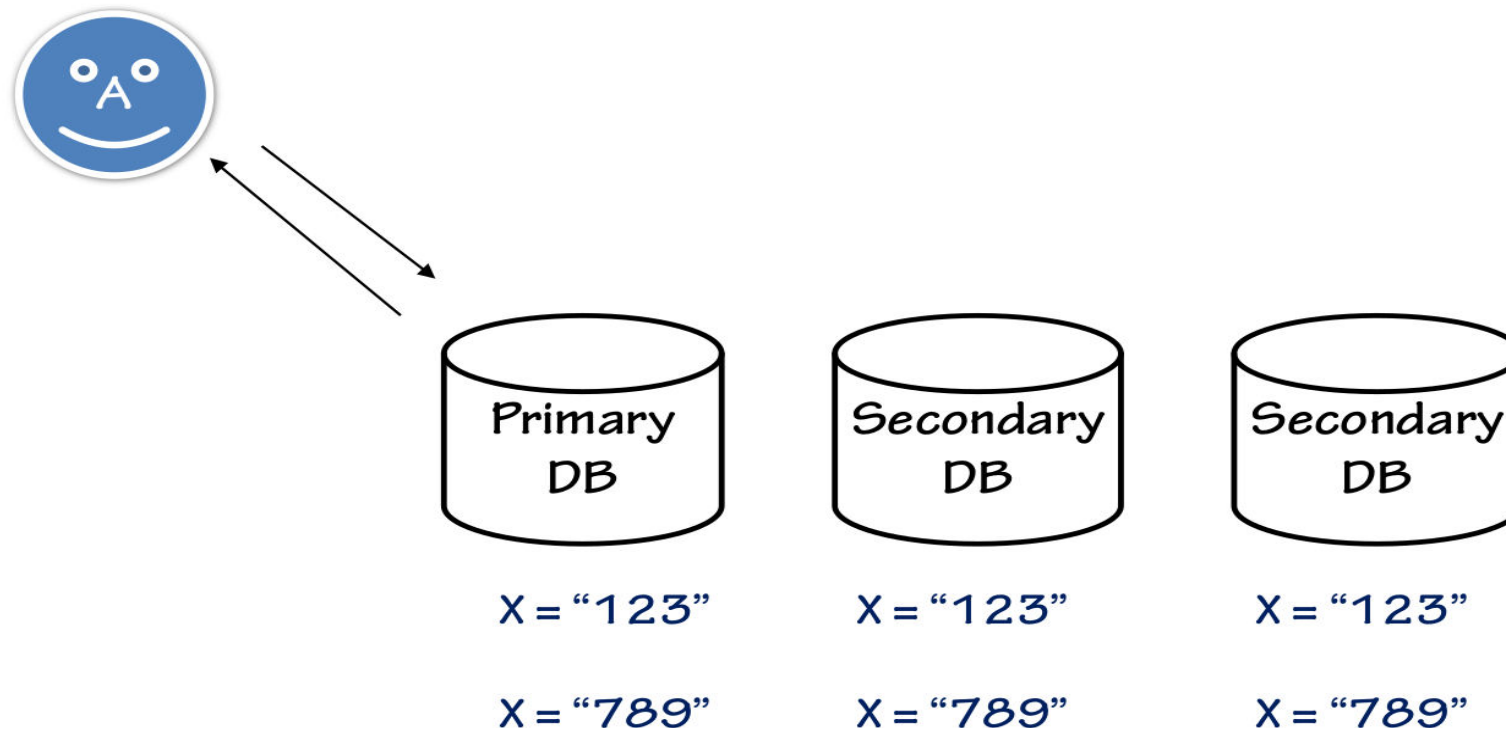 A
Primary
DB
Secondary
DB
Secondary
DB
X = “123”
X = “123”
X = “123”
X = “789”
X = “789”
X = “789”